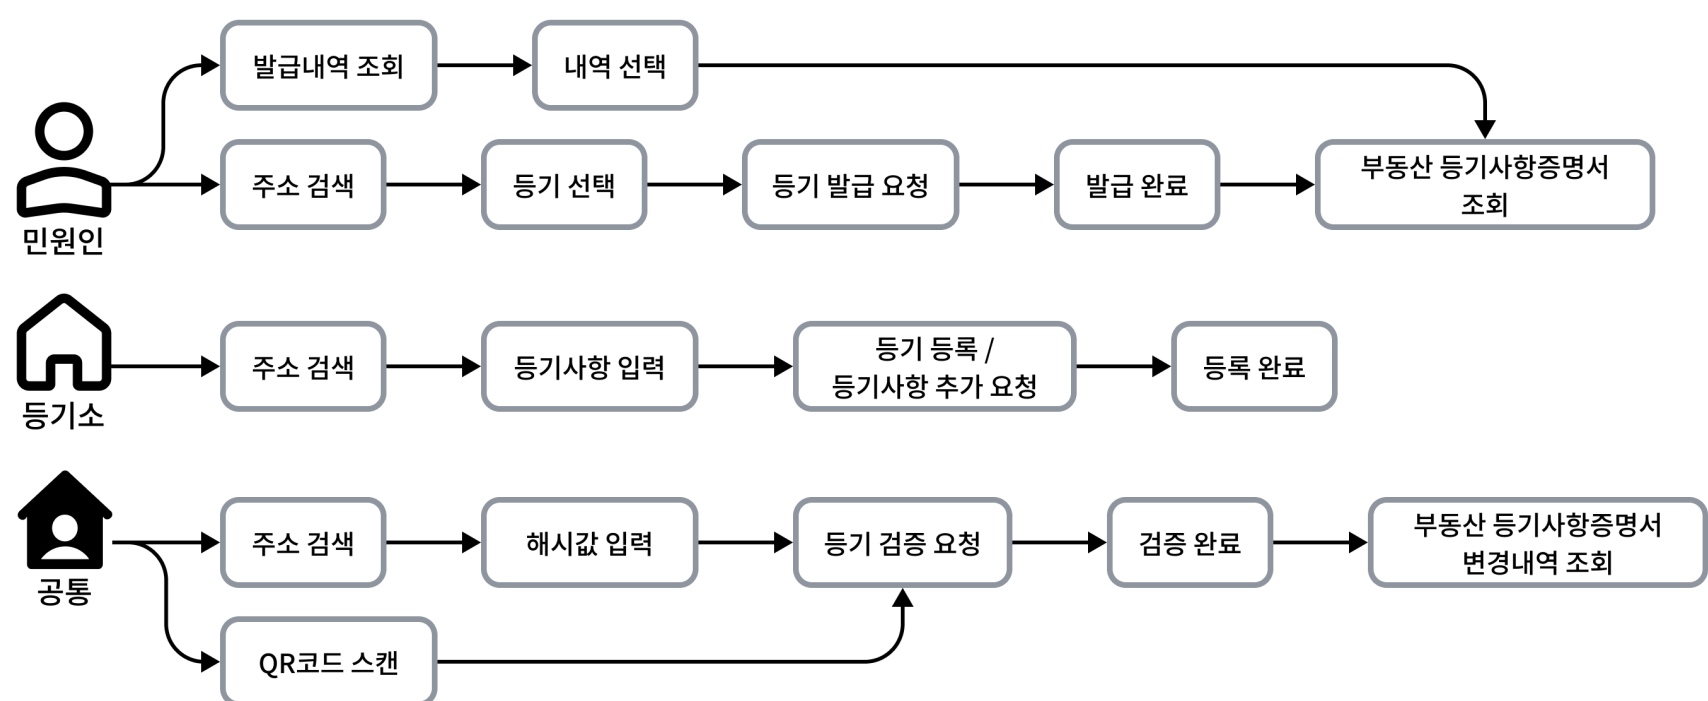 발급내역 조회
내역 선택
민원인
주소 검색
등기 선택
등기 발급 요청
발급 완료
부동산 등기사항증명서
조회
등기소
주소 검색
등기사항 입력
등기 등록 /
등기사항 추가 요청
등록 완료
공통
주소 검색
해시값 입력
등기 검증 요청
검증 완료
부동산 등기사항증명서
변경내역 조회
QR코드 스캔